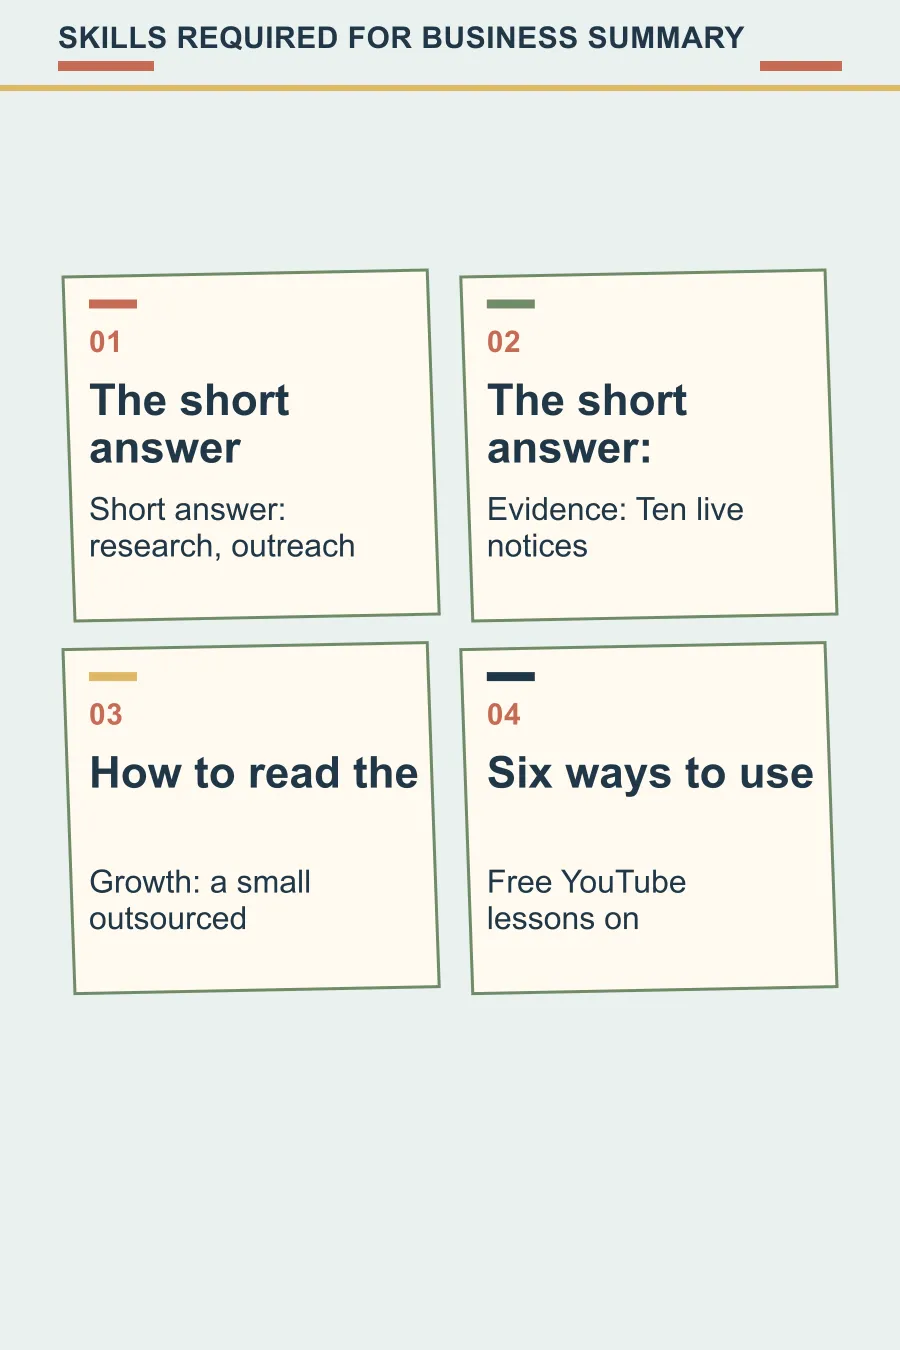 SKILLS REQUIRED FOR BUSINESS SUMMARY
01
The short
answer
Short answer:
research, outreach
02
The short
answer:
Evidence: Ten live
notices
03
How to read the
Growth: a small
outsourced
04
Six ways to use
Free YouTube
lessons on